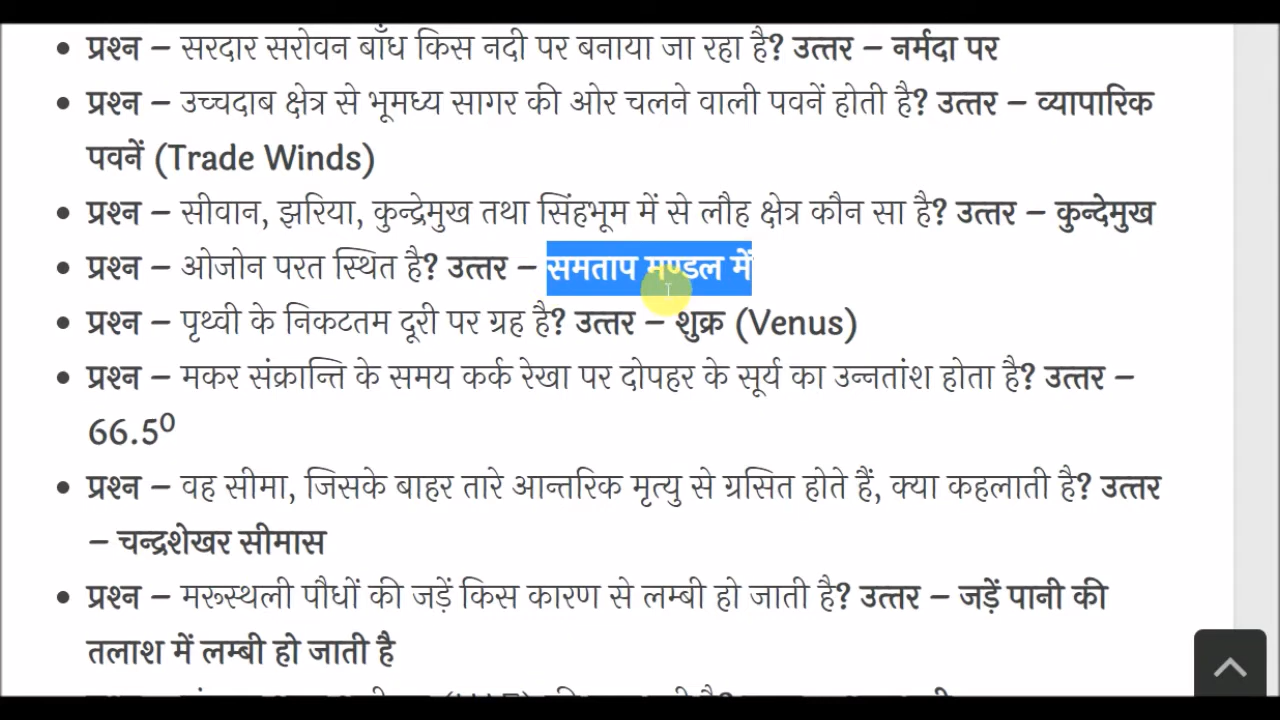 • प्रश्न – सरदार सरोवन बाँध किस नदी पर बनाया जा रहा है? उत्तर – नर्मदा पर
• प्रश्न – उच्चदाब क्षेत्र से भूमध्य सागर की ओर चलने वाली पवनें होती है? उत्तर – व्यापारिक
पवनें (Trade Winds)
• प्रश्न – सीवान, झरिया, कुन्द्रेमुख तथा सिंहभूम में से लौह क्षेत्र कौन सा है? उत्तर – कुन्देमुख
• प्रश्न – ओजोन परत स्थित है? उत्तर – समताप मण्डल में
• प्रश्न – पृथ्वी के निकटतम दूरी पर ग्रह है? उत्तर – शुक्र (Venus)
• प्रश्न – मकर संक्रान्ति के समय कर्क रेखा पर दोपहर के सूर्य का उन्नतांश होता है? उत्तर –
66.5⁰
• प्रश्न – वह सीमा, जिसके बाहर तारे आन्तरिक मृत्यु से ग्रसित होते हैं, क्या कहलाती है? उत्तर
– चन्द्रशेखर सीमास
• प्रश्न – मरूस्थली पौधों की जड़ें किस कारण से लम्बी हो जाती है? उत्तर – जड़ें पानी की
तलाश में लम्बी हो जाती है